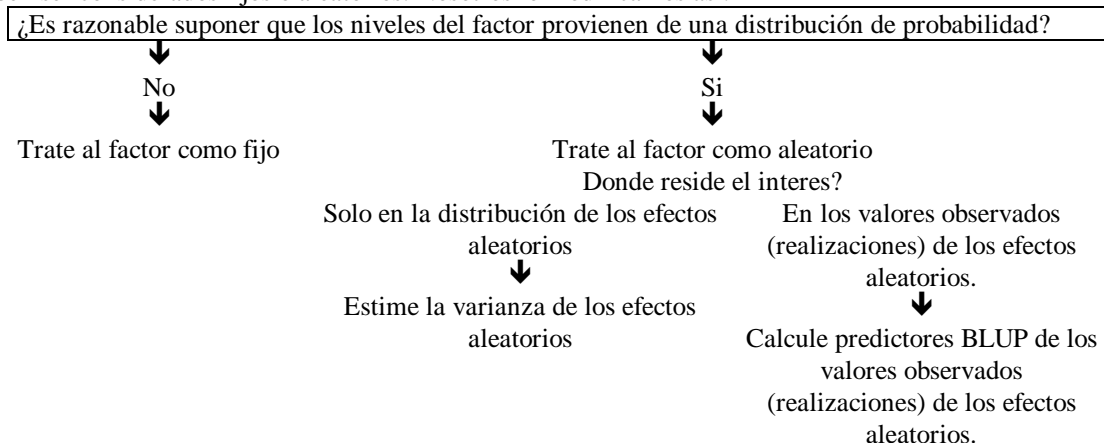 ¿Es razonable suponer que los niveles del factor provienen de una distribución de probabilidad?
No
Si
Trate al factor como fijo
Trate al factor como aleatorio
Donde reside el interes?
Solo en la distribución de los efectos
aleatorios
Estime la varianza de los efectos
aleatorios
En los valores observados
(realizaciones) de los efectos
aleatorios.
Calcule predictores BLUP de los
valores observados
(realizaciones) de los efectos
aleatorios.